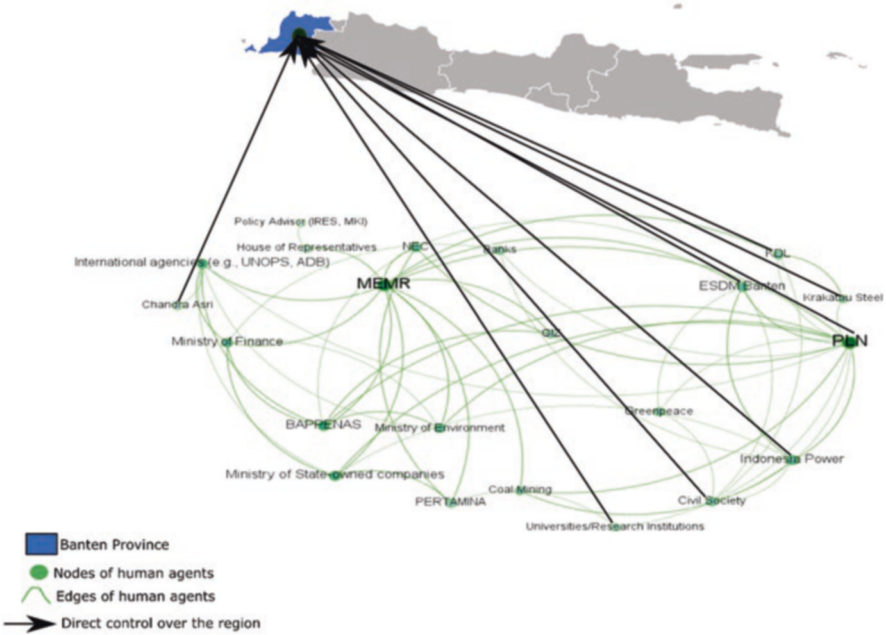 Policy Advisor (IRES, MKI)
House of Representatives
NEC
Banks
KDL
International agencies (e.g., UNOPS, ADB)
MEMR
ESDM Banten
Krakatau Steel
Chandra Asri
Ministry of Finance
GIZ
PLN
Greenpeace
BAPPENAS
Ministry of Environment
Indonesia Power
Ministry of State-owned companies
Coal Mining
PERTAMINA
Civil Society
Universities/Research Institutions
Banten Province
Nodes of human agents
Edges of human agents
Direct control over the region